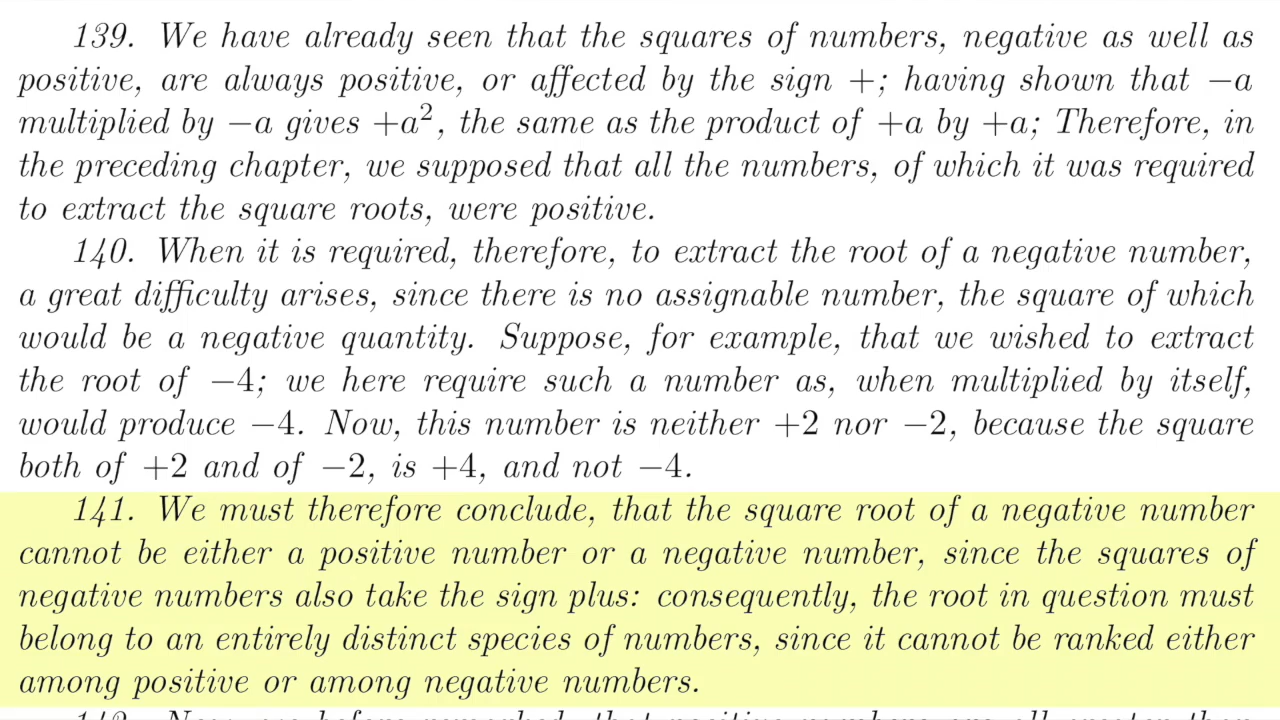 139. We have already seen that the squares of numbers, negative as well as
positive, are always positive, or affected by the sign +; having shown that −a
multiplied by −a gives +a², the same as the product of +a by +a; Therefore, in
the preceding chapter, we supposed that all the numbers, of which it was required
to extract the square roots, were positive.
140. When it is required, therefore, to extract the root of a negative number,
a great difficulty arises, since there is no assignable number, the square of which
would be a negative quantity. Suppose, for example, that we wished to extract
the root of −4; we here require such a number as, when multiplied by itself,
would produce −4. Now, this number is neither +2 nor −2, because the square
both of +2 and of −2, is +4, and not −4.
141. We must therefore conclude, that the square root of a negative number
cannot be either a positive number or a negative number, since the squares of
negative numbers also take the sign plus: consequently, the root in question must
belong to an entirely distinct species of numbers, since it cannot be ranked either
among positive or among negative numbers.